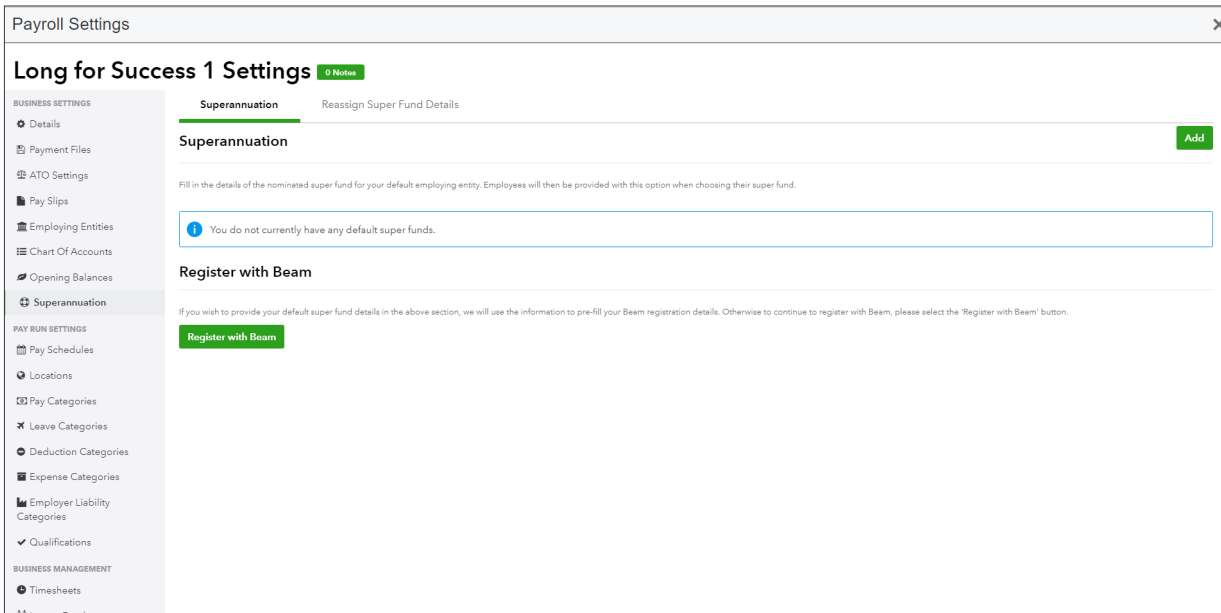 Payroll Settings
Long for Success 1 Settings 0 Notes
BUSINESS SETTINGS
Details
Payment Files
ATO Settings
Pay Slips
Employing Entities
Chart Of Accounts
Opening Balances
Superannuation
PAY RUN SETTINGS
Pay Schedules
Locations
Pay Categories
Leave Categories
Deduction Categories
Expense Categories
Employer Liability
Categories
Qualifications
BUSINESS MANAGEMENT
Timesheets
Superannuation Reassign Super Fund Details
Superannuation Add
Fill in the details of the nominated super fund for your default employing entity. Employees will then be provided with this option when choosing their super fund.
You do not currently have any default super funds.
Register with Beam
If you wish to provide your default super fund details in the above section, we will use the information to pre-fill your Beam registration details. Otherwise to continue to register with Beam, please select the 'Register with Beam' button.
Register with Beam